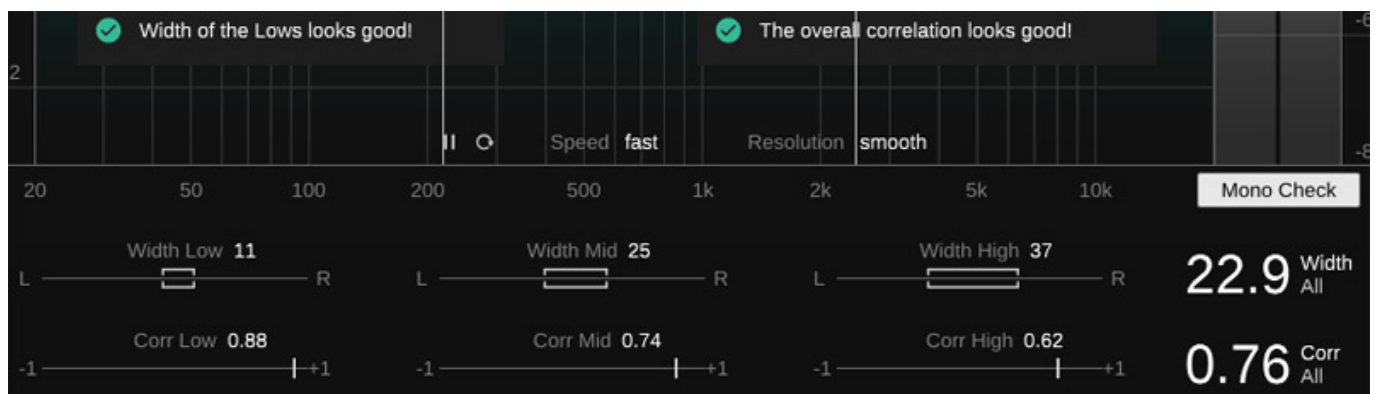 Width of the Lows looks good! The overall correlation looks good!
-6
2
Speed fast Resolution smooth
-8
20 50 100 200 500 1k 2k 5k 10k Mono Check
Width Low 11 Width Mid 25 Width High 37
L R L R L R
22.9 Width All
Corr Low 0.88 Corr Mid 0.74 Corr High 0.62
-1 +1 -1 +1 -1 +1
0.76 Corr All